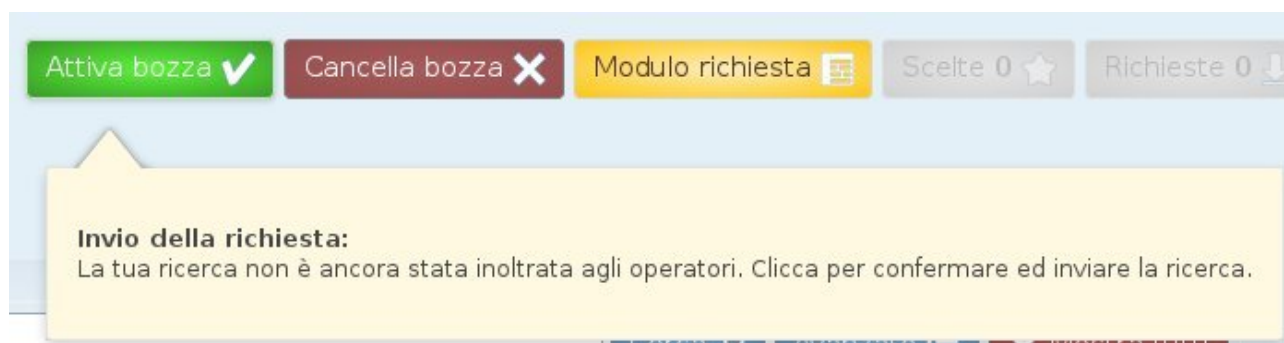 Attiva bozza Cancella bozza Modulo richiesta Scelte 0 Richieste 0
Invio della richiesta:
La tua ricerca non è ancora stata inoltrata agli operatori. Clicca per confermare ed inviare la ricerca.